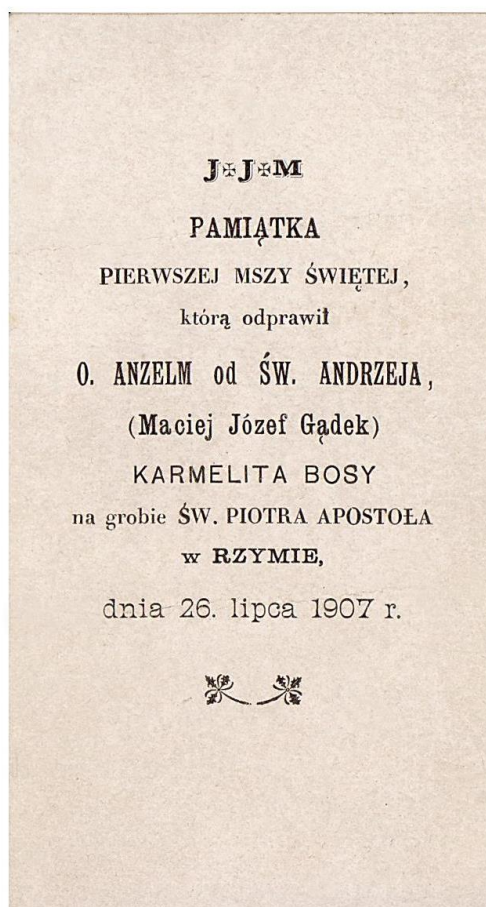 J✠J✠M
PAMIĄTKA
PIERWSZEJ MSZY ŚWIĘTEJ,
którą odprawił
O. ANZELM od ŚW. ANDRZEJA,
(Maciej Józef Gądek)
KARMELITA BOSY
na grobie ŚW. PIOTRA APOSTOŁA
w RZYMIE,
dnia 26. lipca 1907 r.